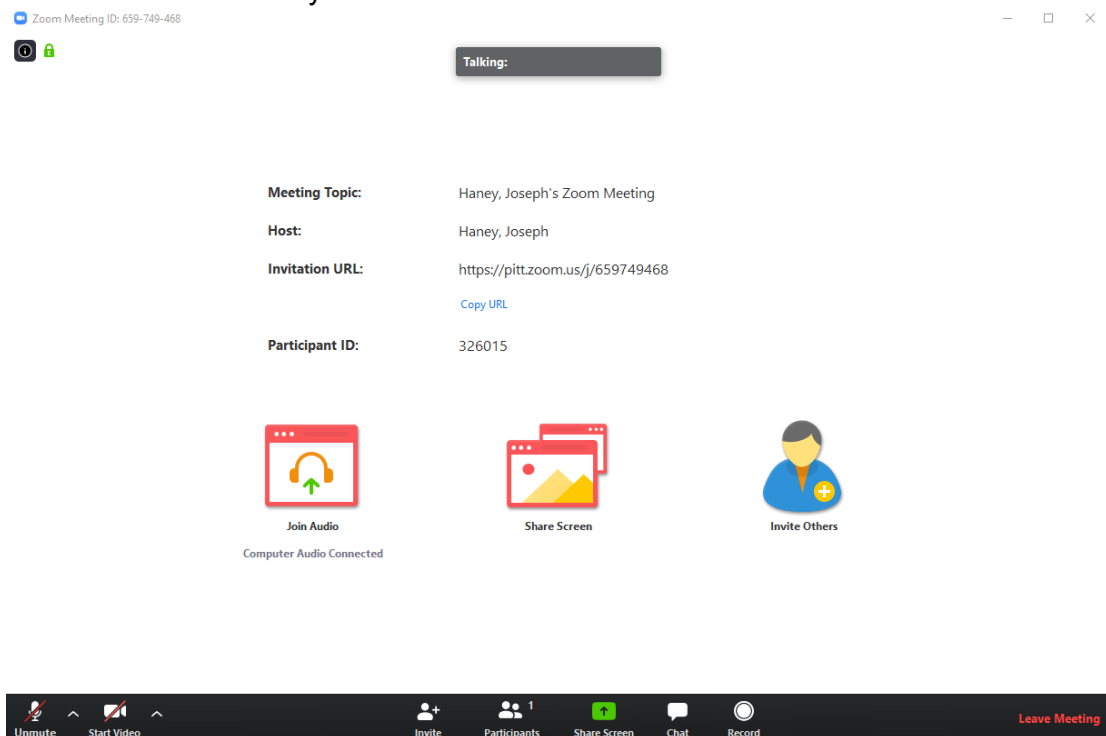 Zoom Meeting ID: 659-749-468
Talking:
Meeting Topic: Haney, Joseph's Zoom Meeting
Host: Haney, Joseph
Invitation URL: https://pitt.zoom.us/j/659749468
Copy URL
Participant ID: 326015
Join Audio Share Screen Invite Others
Computer Audio Connected
1
Unmute Start Video Invite Participants Share Screen Chat Record Leave Meeting